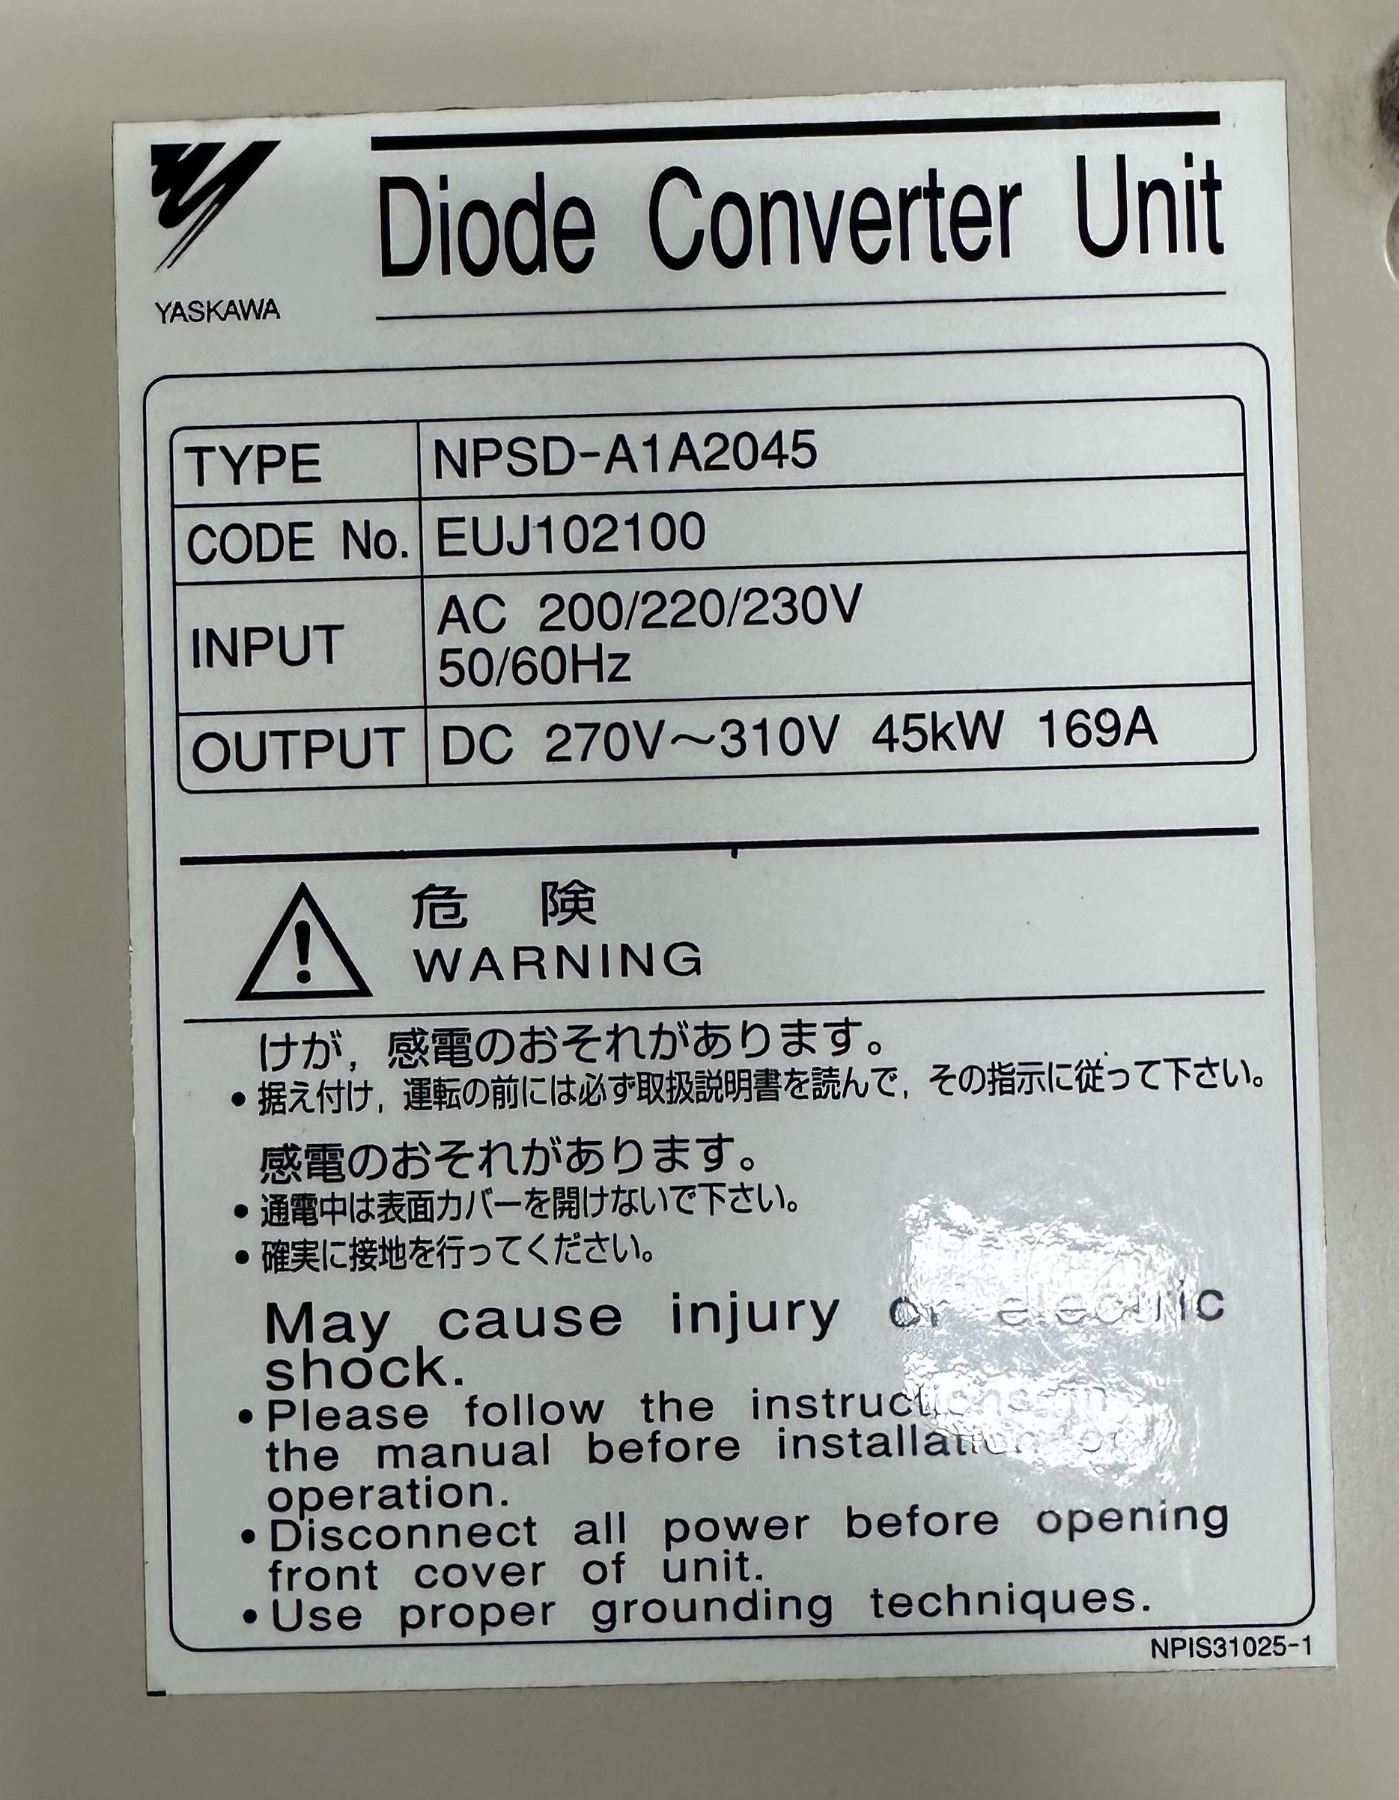 YASKAWA
Diode Converter Unit
TYPE NPSD-A1A2045
CODE No. EUJ102100
INPUT AC 200/220/230V
50/60Hz
OUTPUT DC 270V～310V 45kW 169A
危 険
WARNING
けが，感電のおそれがあります。
• 据え付け，運転の前には必ず取扱説明書を読んで，その指示に従って下さい。
感電のおそれがあります。
• 通電中は表面カバーを開けないで下さい。
• 確実に接地を行ってください。
May cause injury or electric
shock.
• Please follow the instructions in
the manual before installation or
operation.
• Disconnect all power before opening
front cover of unit.
• Use proper grounding techniques.
NPIS31025-1